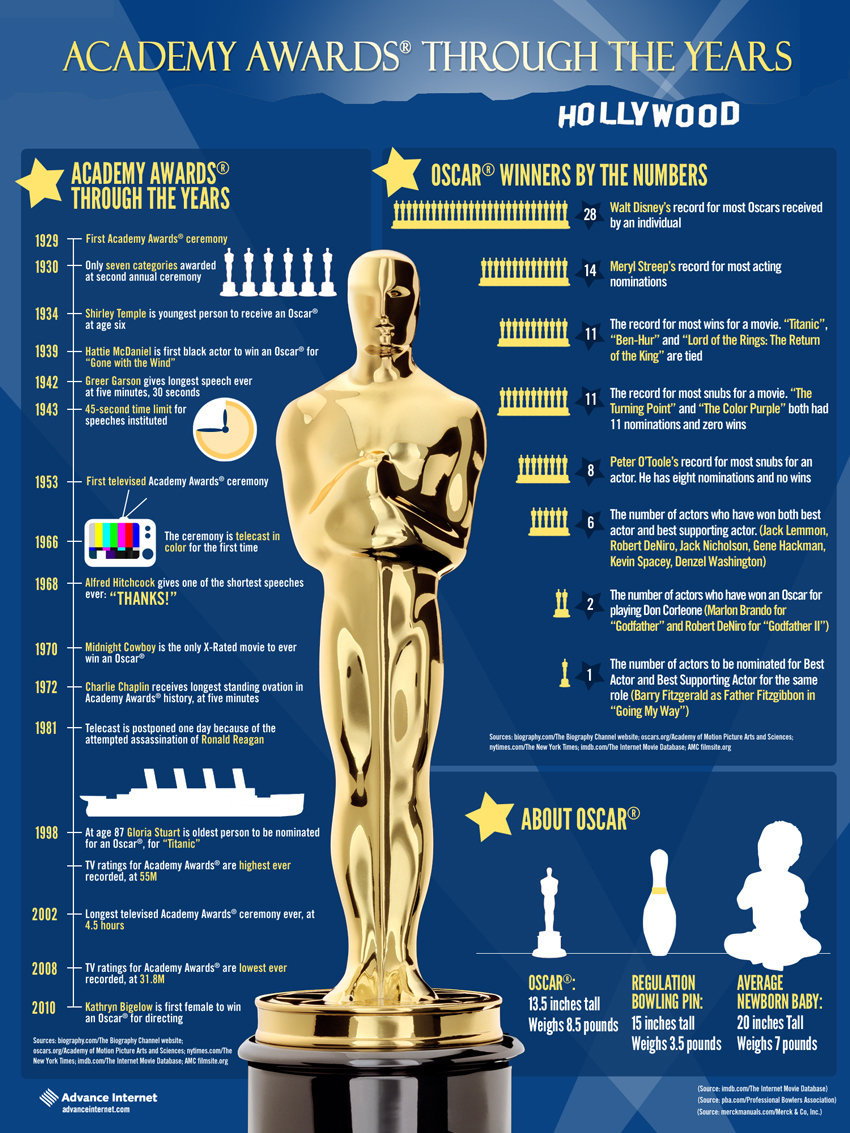 ACADEMY AWARDS® THROUGH THE YEARS
HOLLYWOOD
ACADEMY AWARDS®
THROUGH THE YEARS
1929
First Academy Awards® ceremony
1930
Only seven categories awarded
at second annual ceremony
1934
Shirley Temple is youngest person to receive an Oscar®
at age six
1939
Hattie McDaniel is first black actor to win an Oscar® for
“Gone with the Wind”
1942
Greer Garson gives longest speech ever
at five minutes, 30 seconds
1943
45-second time limit for
speeches instituted
1953
First televised Academy Awards® ceremony
1966
The ceremony is telecast in
color for the first time
1968
Alfred Hitchcock gives one of the shortest speeches
ever: “THANKS!”
1970
Midnight Cowboy is the only X-Rated movie to ever
win an Oscar®
1972
Charlie Chaplin receives longest standing ovation in
Academy Awards® history, at five minutes
1981
Telecast is postponed one day because of the
attempted assassination of Ronald Reagan
1998
At age 87 Gloria Stuart is oldest person to be nominated
for an Oscar®, for “Titanic”
TV ratings for Academy Awards® are highest ever
recorded, at 55M
2002
Longest televised Academy Awards® ceremony ever, at
4.5 hours
2008
TV ratings for Academy Awards® are lowest ever
recorded, at 31.8M
2010
Kathryn Bigelow is first female to win
an Oscar® for directing
Sources: biography.com/The Biography Channel website;
oscars.org/Academy of Motion Picture Arts and Sciences; nytimes.com/The
New York Times; imdb.com/The Internet Movie Database; AMC filmsite.org
OSCAR® WINNERS BY THE NUMBERS
28
Walt Disney’s record for most Oscars received
by an individual
14
Meryl Streep’s record for most acting
nominations
11
The record for most wins for a movie. “Titanic”,
“Ben-Hur” and “Lord of the Rings: The Return
of the King” are tied
11
The record for most snubs for a movie. “The
Turning Point” and “The Color Purple” both had
11 nominations and zero wins
8
Peter O’Toole’s record for most snubs for an
actor. He has eight nominations and no wins
6
The number of actors who have won both best
actor and best supporting actor. (Jack Lemmon,
Robert DeNiro, Jack Nicholson, Gene Hackman,
Kevin Spacey, Denzel Washington)
2
The number of actors who have won an Oscar for
playing Don Corleone (Marlon Brando for
“Godfather” and Robert DeNiro for “Godfather II”)
1
The number of actors to be nominated for Best
Actor and Best Supporting Actor for the same
role (Barry Fitzgerald as Father Fitzgibbon in
“Going My Way”)
Sources: biography.com/The Biography Channel website; oscars.org/Academy of Motion Picture Arts and Sciences;
nytimes.com/The New York Times; imdb.com/The Internet Movie Database; AMC filmsite.org
ABOUT OSCAR®
OSCAR®:
13.5 inches tall
Weighs 8.5 pounds
REGULATION
BOWLING PIN:
15 inches tall
Weighs 3.5 pounds
AVERAGE
NEWBORN BABY:
20 inches Tall
Weighs 7 pounds
Advance Internet
advanceinternet.com
(Source: imdb.com/The Internet Movie Database)
(Source: pba.com/Professional Bowlers Association)
(Source: merckmanuals.com/Merck & Co, Inc.)